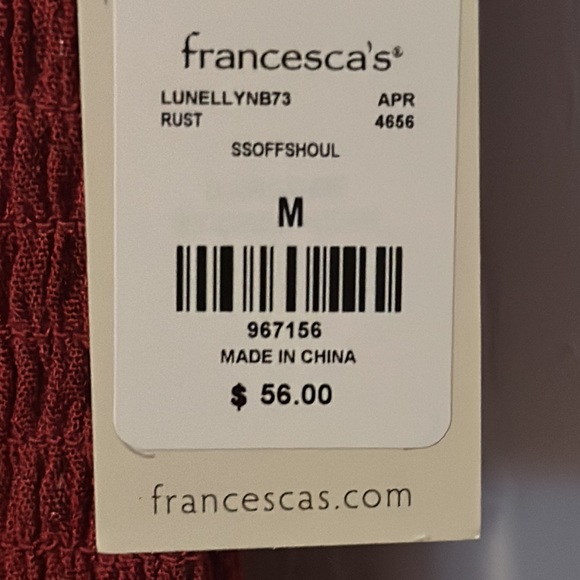 francesca's®
LUNELLYNB73 APR
RUST 4656
SSOFFSHOUL
M
967156
MADE IN CHINA
$ 56.00
francescas.com